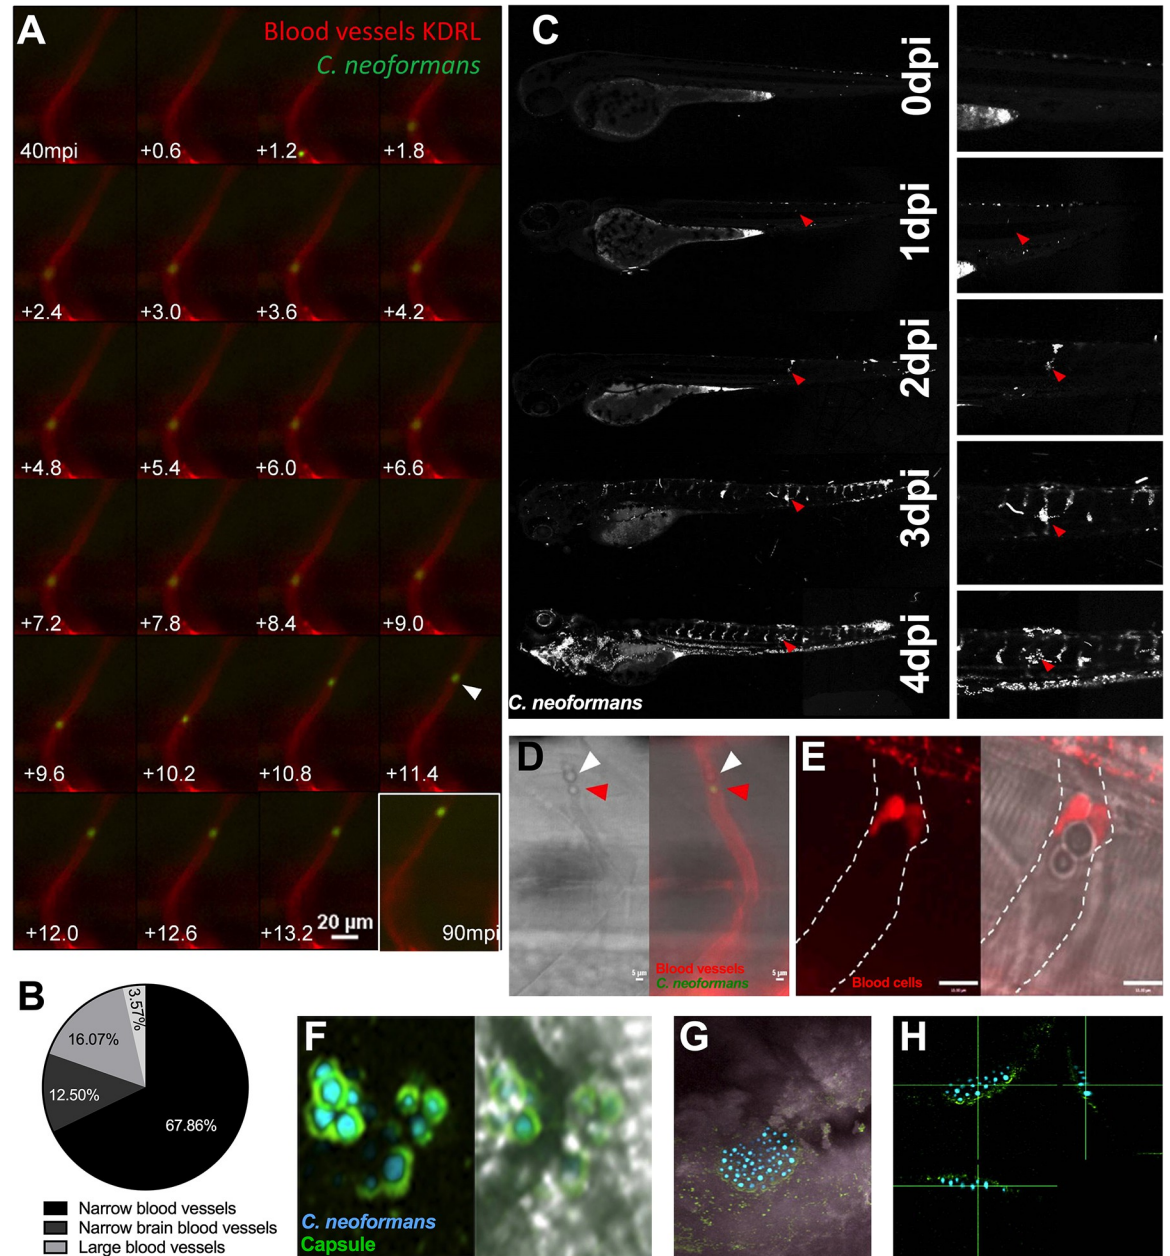 A
Blood vessels KDRL
C. neoformans
40mpi
+0.6
+1.2
+1.8
+2.4
+3.0
+3.6
+4.2
+4.8
+5.4
+6.0
+6.6
+7.2
+7.8
+8.4
+9.0
+9.6
+10.2
+10.8
+11.4
+12.0
+12.6
+13.2
20 µm
90mpi
B
3.57%
16.07%
12.50%
67.86%
Narrow blood vessels
Narrow brain blood vessels
Large blood vessels
C
0dpi
1dpi
2dpi
3dpi
4dpi
C. neoformans
D
5 µm
Blood vessels
C. neoformans
5 µm
E
Blood cells
F
C. neoformans
Capsule
G
H